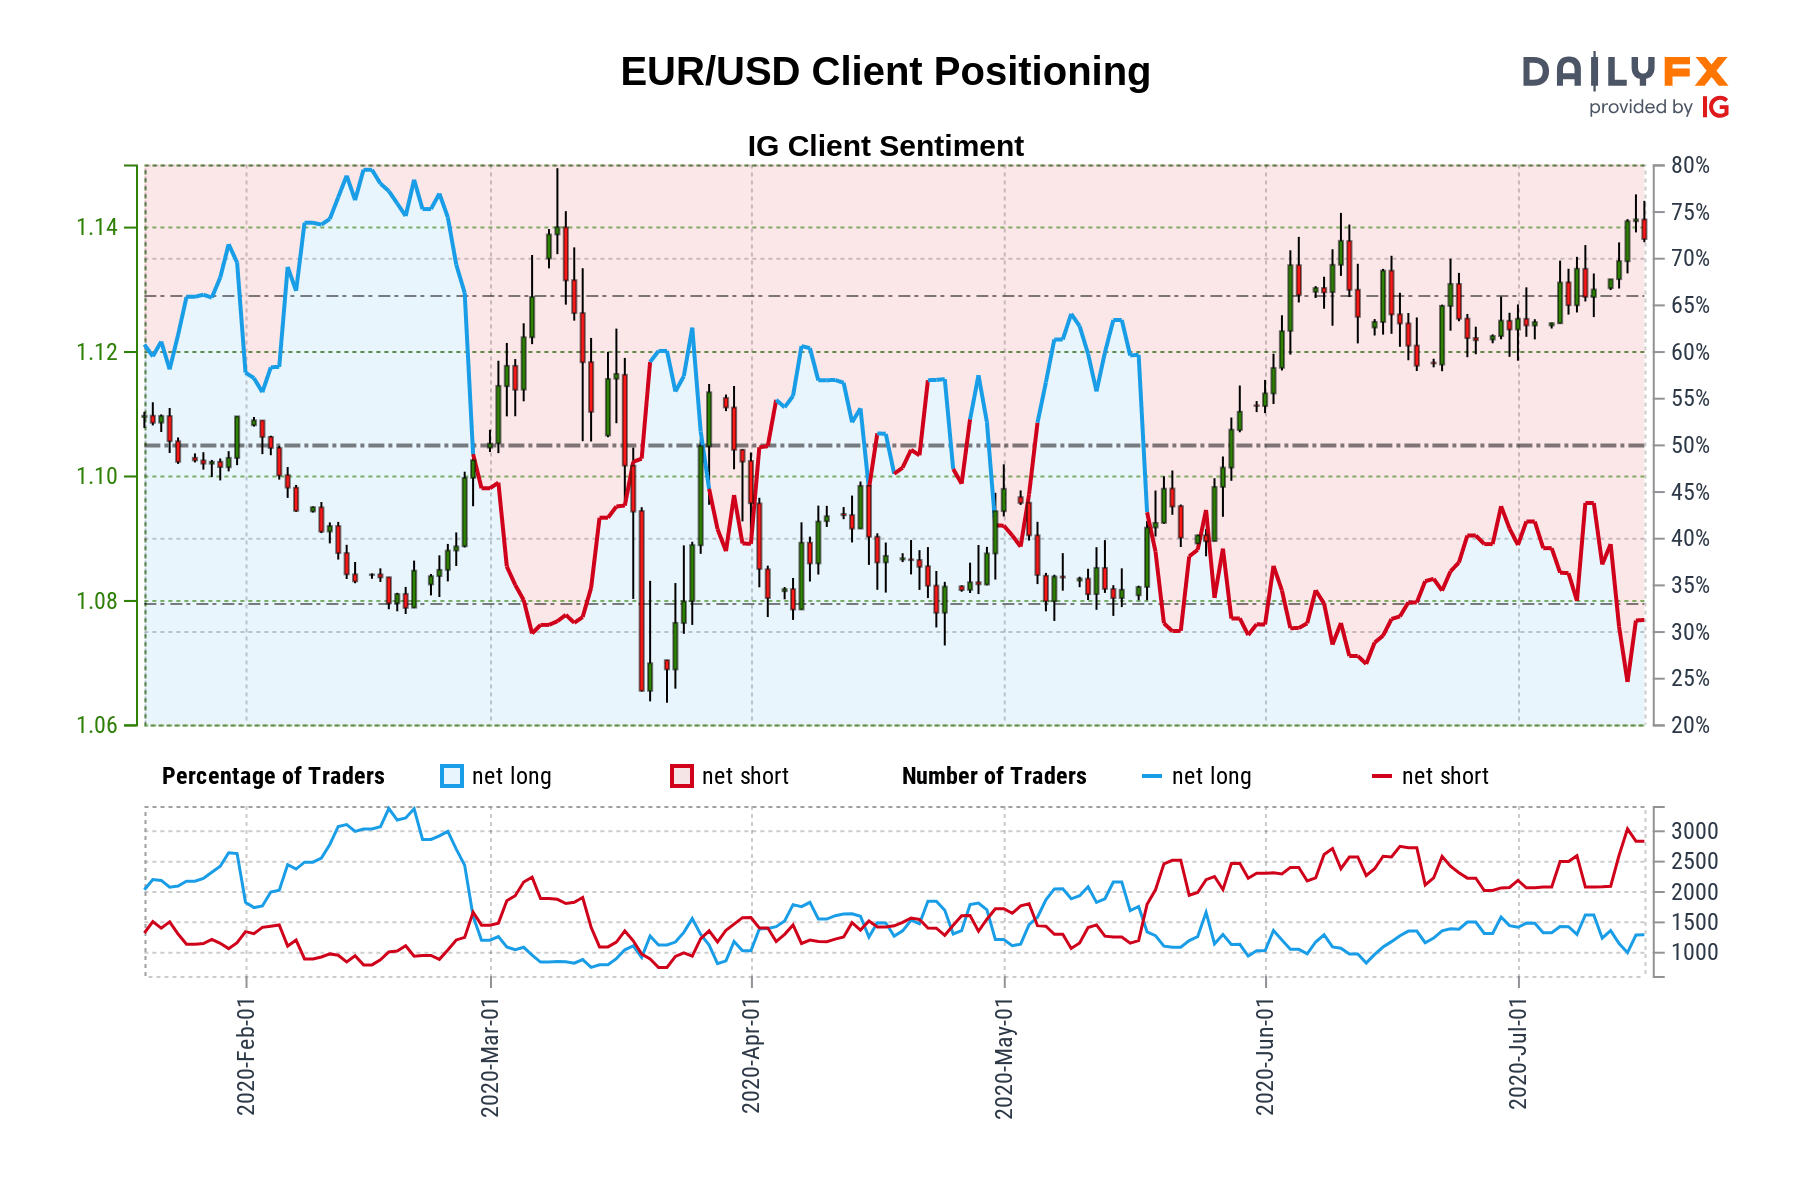 EUR/USD Client Positioning
DAILYFX
provided by IG
IG Client Sentiment
1.14
1.12
1.10
1.08
1.06
80%
75%
70%
65%
60%
55%
50%
45%
40%
35%
30%
25%
20%
Percentage of Traders net long net short Number of Traders net long net short
3000
2500
2000
1500
1000
2020-Feb-01
2020-Mar-01
2020-Apr-01
2020-May-01
2020-Jun-01
2020-Jul-01